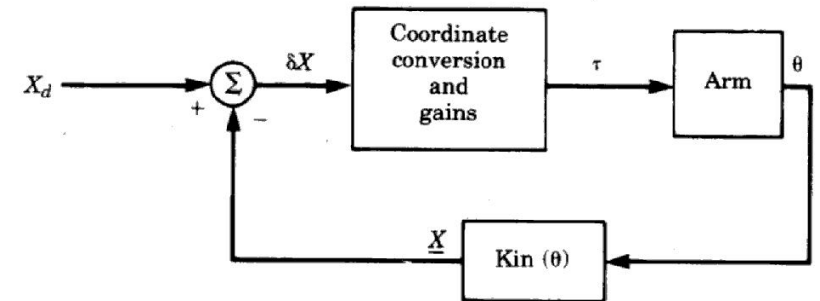 X_d
+
−
Σ
δX
Coordinate
conversion
and
gains
τ
Arm
θ
X
Kin (θ)